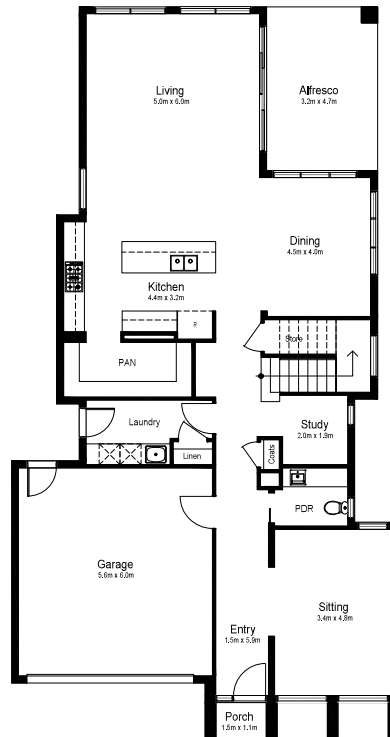 Living
5.0m x 6.0m
Alfresco
3.2m x 4.7m
Dining
4.5m x 4.0m
Kitchen
4.4m x 3.2m
R
Store
PAN
Laundry
Study
2.0m x 1.9m
Linen
Coats
PDR
Garage
5.6m x 6.0m
Sitting
3.4m x 4.8m
Entry
1.5m x 5.9m
Porch
1.5m x 1.1m